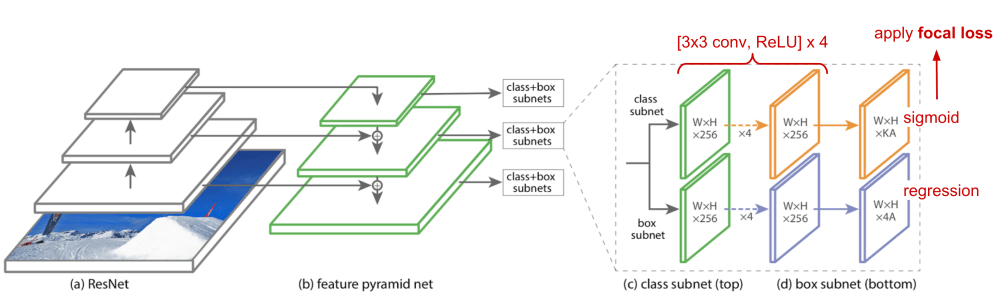 apply focal loss
[3x3 conv, ReLU] x 4
class+box
subnets
class+box
subnets
class+box
subnets
class
subnet
W×H
×256
×4
W×H
×256
W×H
×KA
sigmoid
box
subnet
W×H
×256
×4
W×H
×256
W×H
×4A
regression
(a) ResNet
(b) feature pyramid net
(c) class subnet (top)
(d) box subnet (bottom)